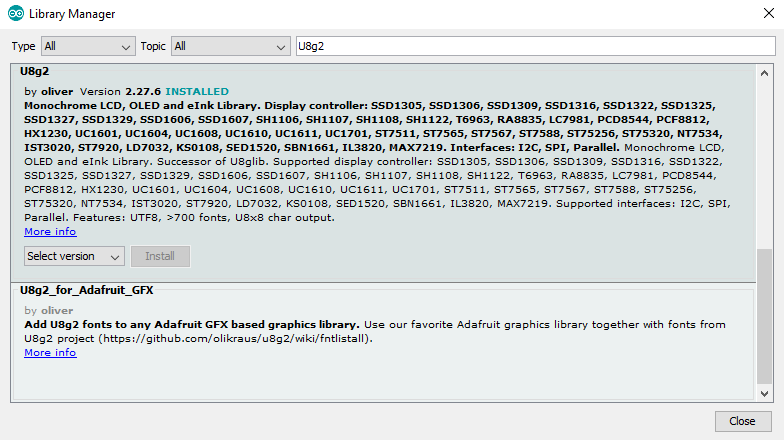 Library Manager
Type All Topic All U8g2
U8g2
by oliver Version 2.27.6 INSTALLED
Monochrome LCD, OLED and eInk Library. Display controller: SSD1305, SSD1306, SSD1309, SSD1316, SSD1322, SSD1325,
SSD1327, SSD1329, SSD1606, SSD1607, SH1106, SH1107, SH1108, SH1122, T6963, RA8835, LC7981, PCD8544, PCF8812,
HX1230, UC1601, UC1604, UC1608, UC1610, UC1611, UC1701, ST7511, ST7565, ST7567, ST7588, ST75256, ST75320, NT7534,
IST3020, ST7920, LD7032, KS0108, SED1520, SBN1661, IL3820, MAX7219. Interfaces: I2C, SPI, Parallel. Monochrome LCD,
OLED and eInk Library. Successor of U8glib. Supported display controller: SSD1305, SSD1306, SSD1309, SSD1316, SSD1322,
SSD1325, SSD1327, SSD1329, SSD1606, SSD1607, SH1106, SH1107, SH1108, SH1122, T6963, RA8835, LC7981, PCD8544,
PCF8812, HX1230, UC1601, UC1604, UC1608, UC1610, UC1611, UC1701, ST7511, ST7565, ST7567, ST7588, ST75256,
ST75320, NT7534, IST3020, ST7920, LD7032, KS0108, SED1520, SBN1661, IL3820, MAX7219. Supported interfaces: I2C, SPI,
Parallel. Features: UTF8, >700 fonts, U8x8 char output.
More info
Select version Install
U8g2_for_Adafruit_GFX
by oliver
Add U8g2 fonts to any Adafruit GFX based graphics library. Use our favorite Adafruit graphics library together with fonts from
U8g2 project (https://github.com/olikraus/u8g2/wiki/fntlistall).
More info
Close